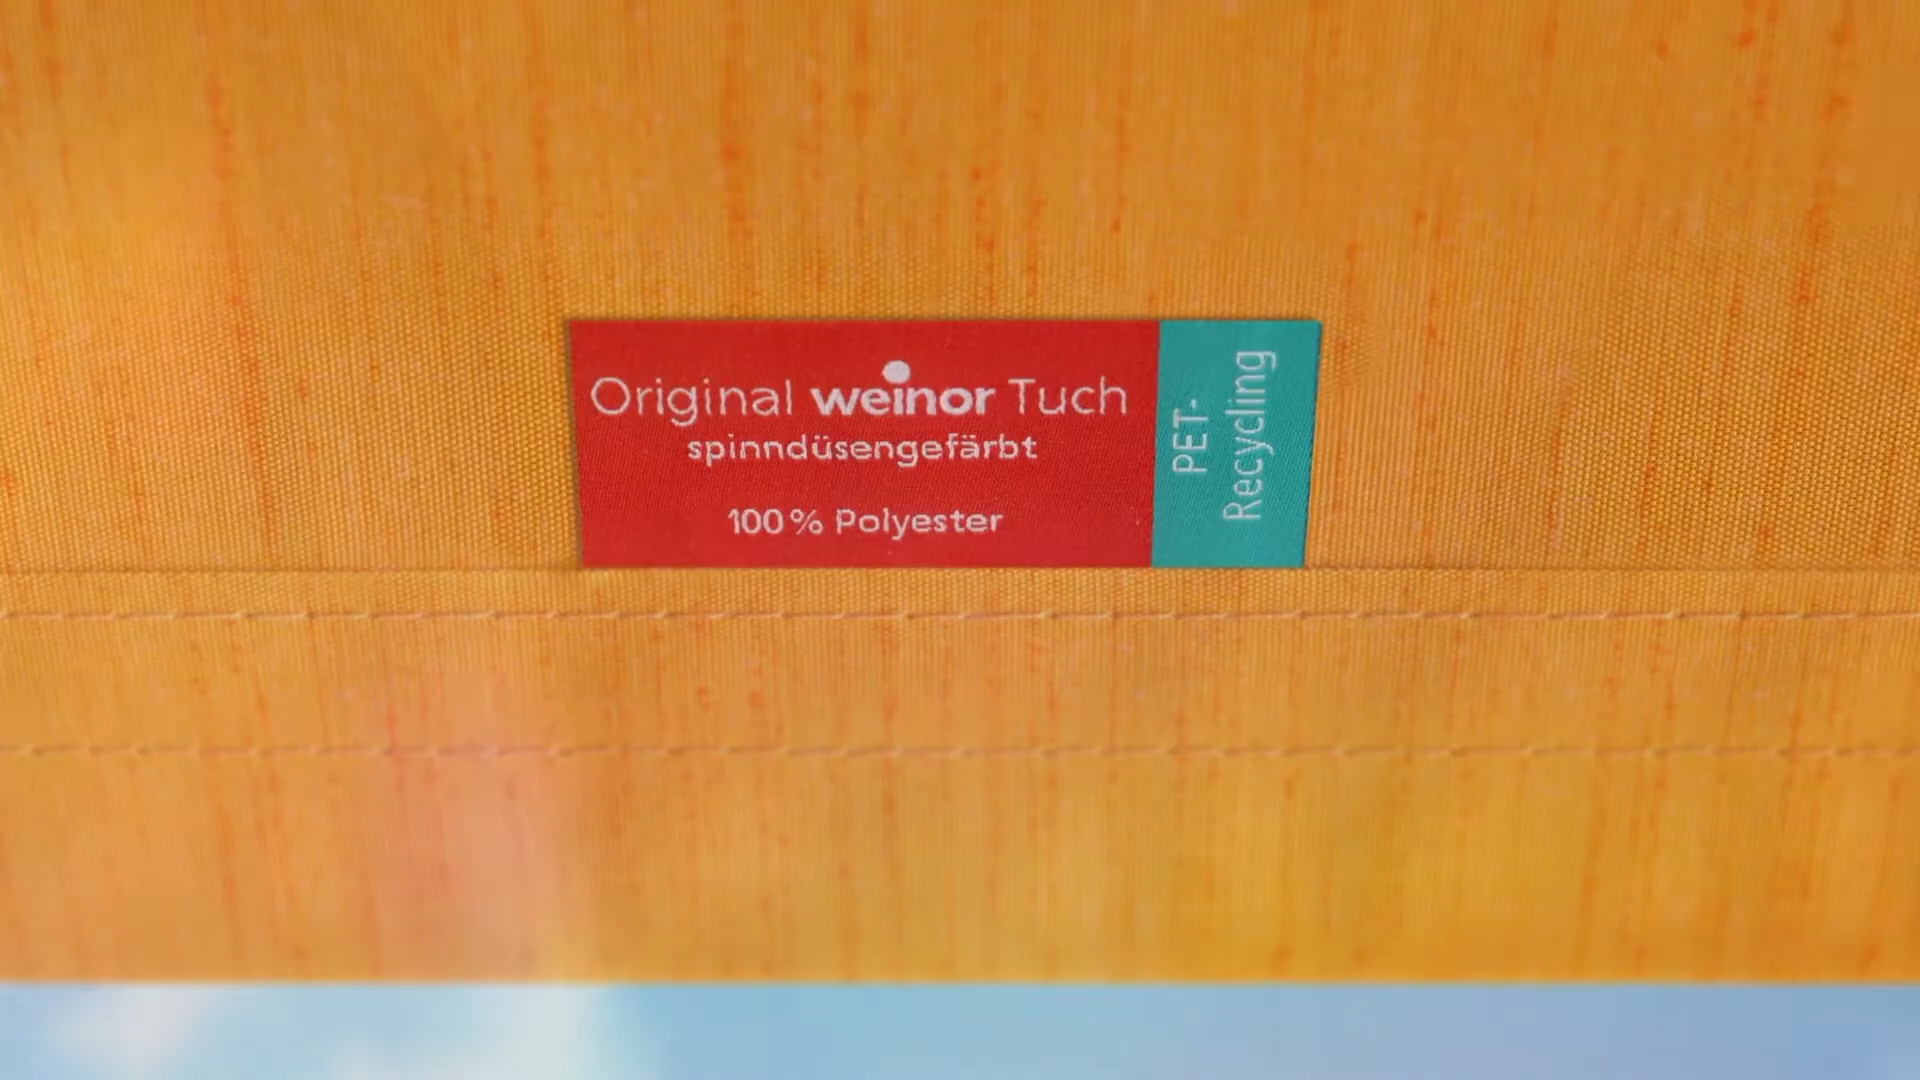 Original weinor Tuch
spinndüsengefärbt
100% Polyester
PET-
Recycling